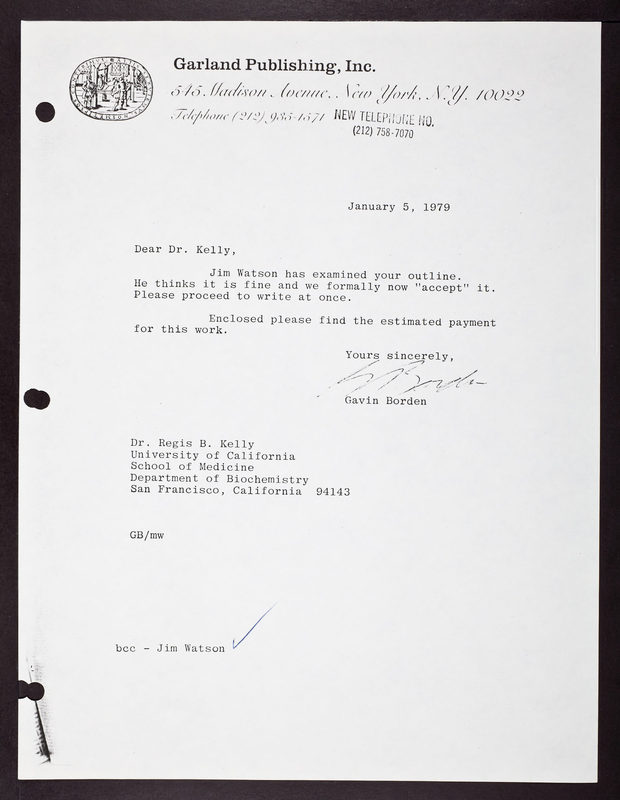 Garland Publishing, Inc.
545 Madison Avenue, New York, N.Y. 10022
Telephone (212) 935-4571 NEW TELEPHONE NO.
(212) 758-7070
January 5, 1979
Dear Dr. Kelly,
Jim Watson has examined your outline.
He thinks it is fine and we formally now "accept" it.
Please proceed to write at once.
Enclosed please find the estimated payment
for this work.
Yours sincerely,
G Borden
Gavin Borden
Dr. Regis B. Kelly
University of California
School of Medicine
Department of Biochemistry
San Francisco, California 94143
GB/mw
bcc - Jim Watson